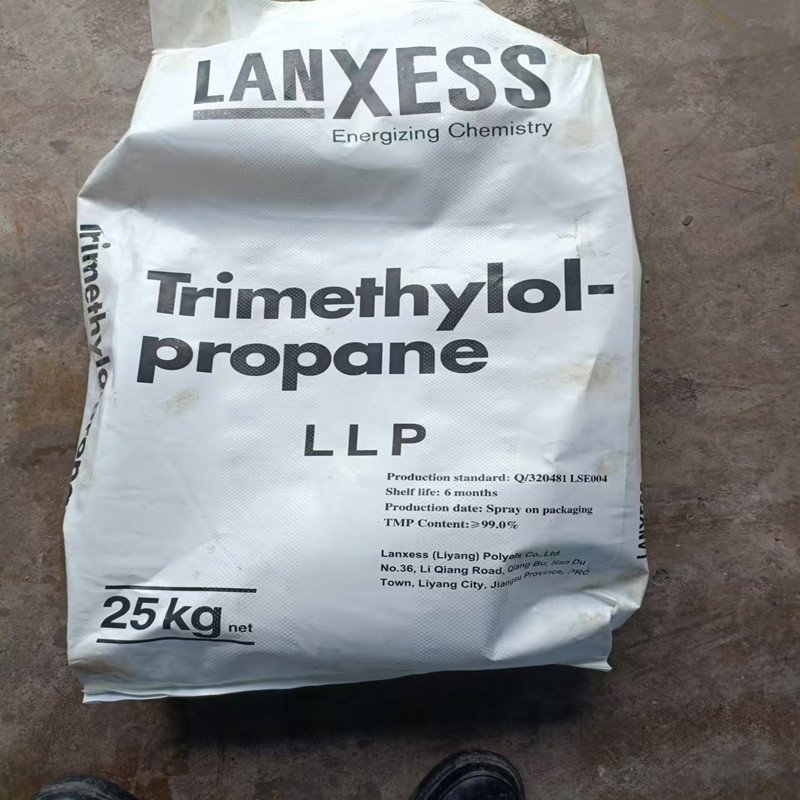 LANXESS
Energizing Chemistry
Trimethylol-
propane
LLP
Production standard: Q/320481 LSE004
Shelf life: 6 months
Production date: Spray on packaging
TMP Content:≥99.0%
Lanxess (Liyang) Polyols Co.,Ltd
No.36, Li Qiang Road, Qiang Bu, Nan Du
Town, Liyang City, Jiangsu Province, PRC
25kg net
Trimethylolpropane
LANXESS